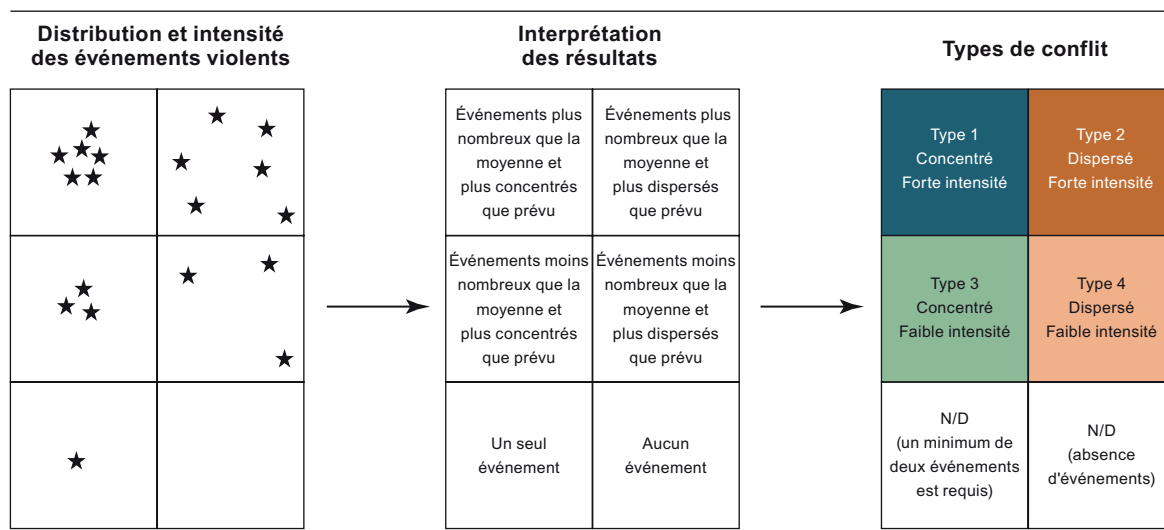 Distribution et intensité
des événements violents
Interprétation
des résultats
Types de conflit
Événements plus
nombreux que la
moyenne et
plus concentrés
que prévu
Événements plus
nombreux que la
moyenne et
plus dispersés
que prévu
Événements moins
nombreux que la
moyenne et
plus concentrés
que prévu
Événements moins
nombreux que la
moyenne et
plus dispersés
que prévu
Un seul
événement
Aucun
événement
Type 1
Concentré
Forte intensité
Type 2
Dispersé
Forte intensité
Type 3
Concentré
Faible intensité
Type 4
Dispersé
Faible intensité
N/D
(un minimum de
deux événements
est requis)
N/D
(absence
d'événements)